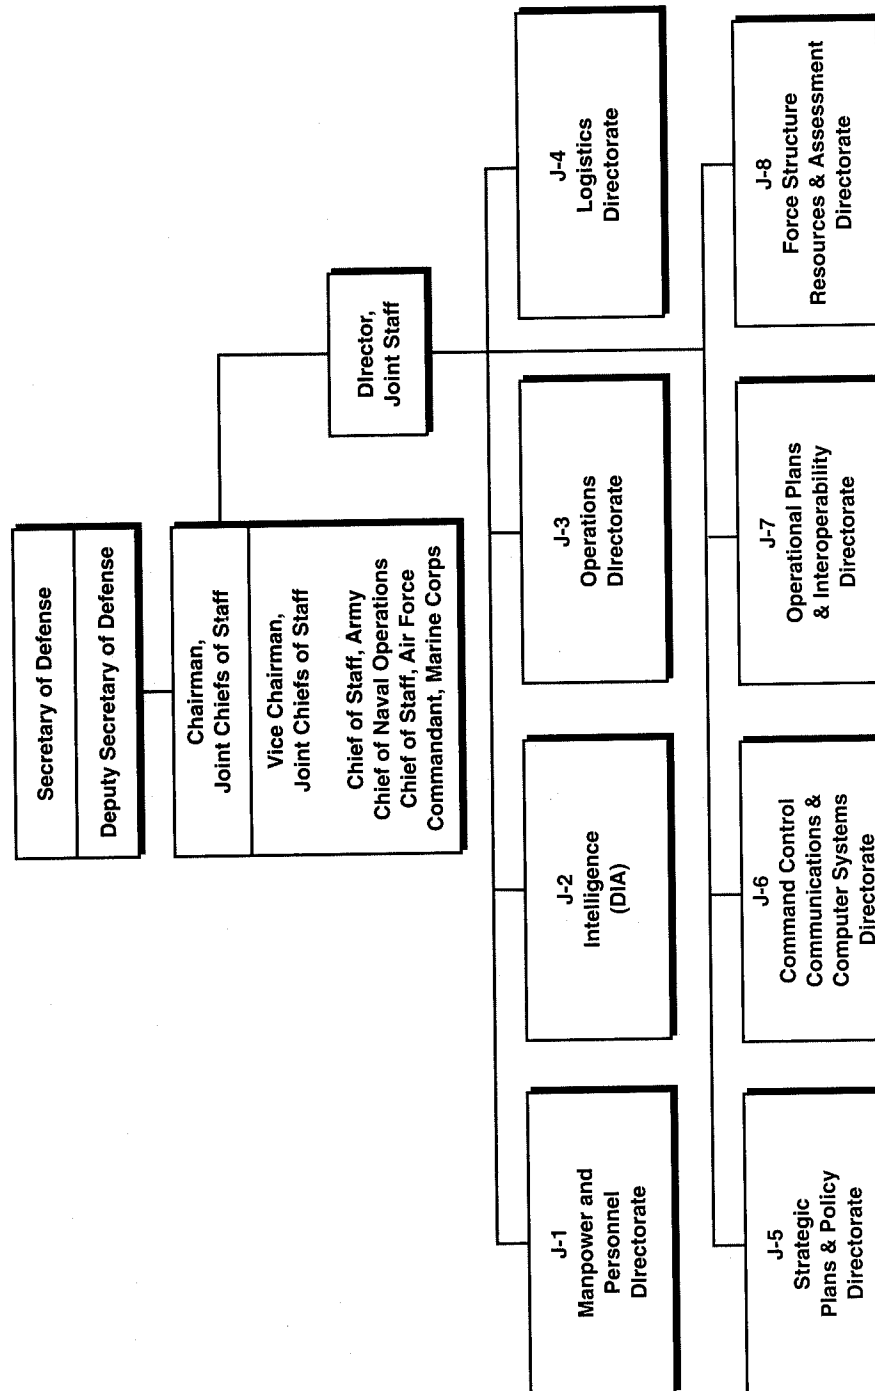 Secretary of Defense
Deputy Secretary of Defense
Chairman,
Joint Chiefs of Staff
Vice Chairman,
Joint Chiefs of Staff
Chief of Staff, Army
Chief of Naval Operations
Chief of Staff, Air Force
Commandant, Marine Corps
DIrector,
Joint Staff
J-1
Manpower and
Personnel
DIrectorate
J-2
Intelligence
(DIA)
J-3
Operations
DIrectorate
J-4
Logistics
Directorate
J-5
Strategic
Plans & Policy
Directorate
J-6
Command Control
Communications &
Computer Systems
Directorate
J-7
Operational Plans
& Interoperability
Directorate
J-8
Force Structure
Resources & Assessment
Directorate